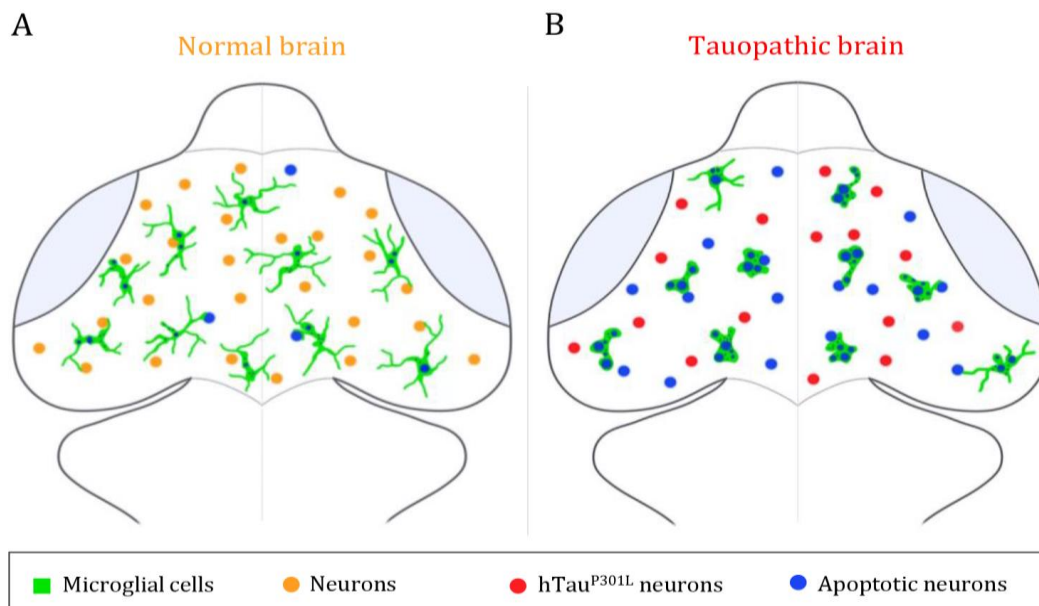 A
B
Normal brain
Tauopathic brain
Microglial cells
Neurons
hTauP301L neurons
Apoptotic neurons